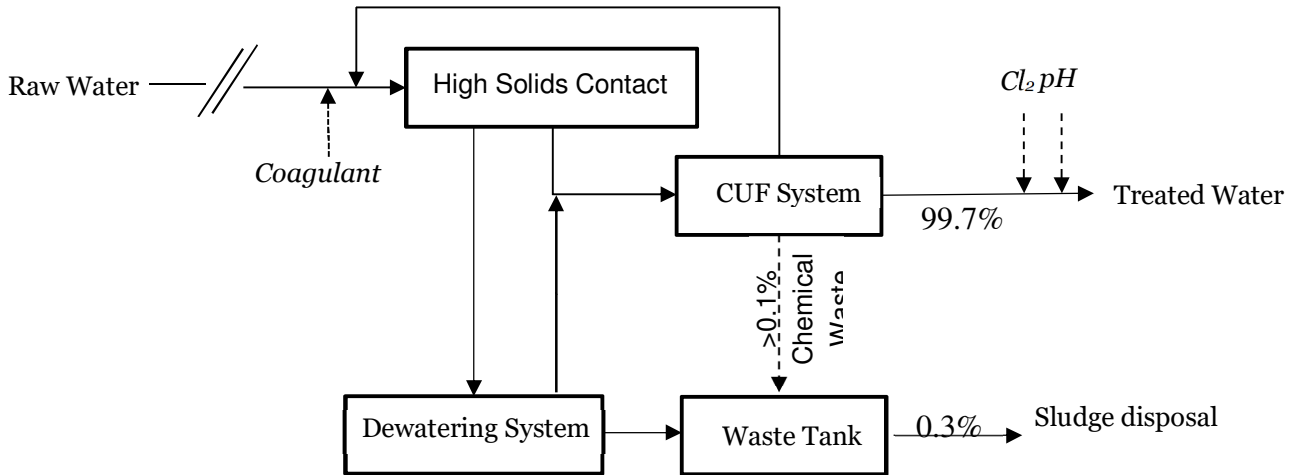 High Solids Contact
Raw Water
Cl₂ pH
Coagulant
CUF System
Treated Water
99.7%
>0.1%
Chemical
Waste
Dewatering System
Waste Tank
0.3%
Sludge disposal